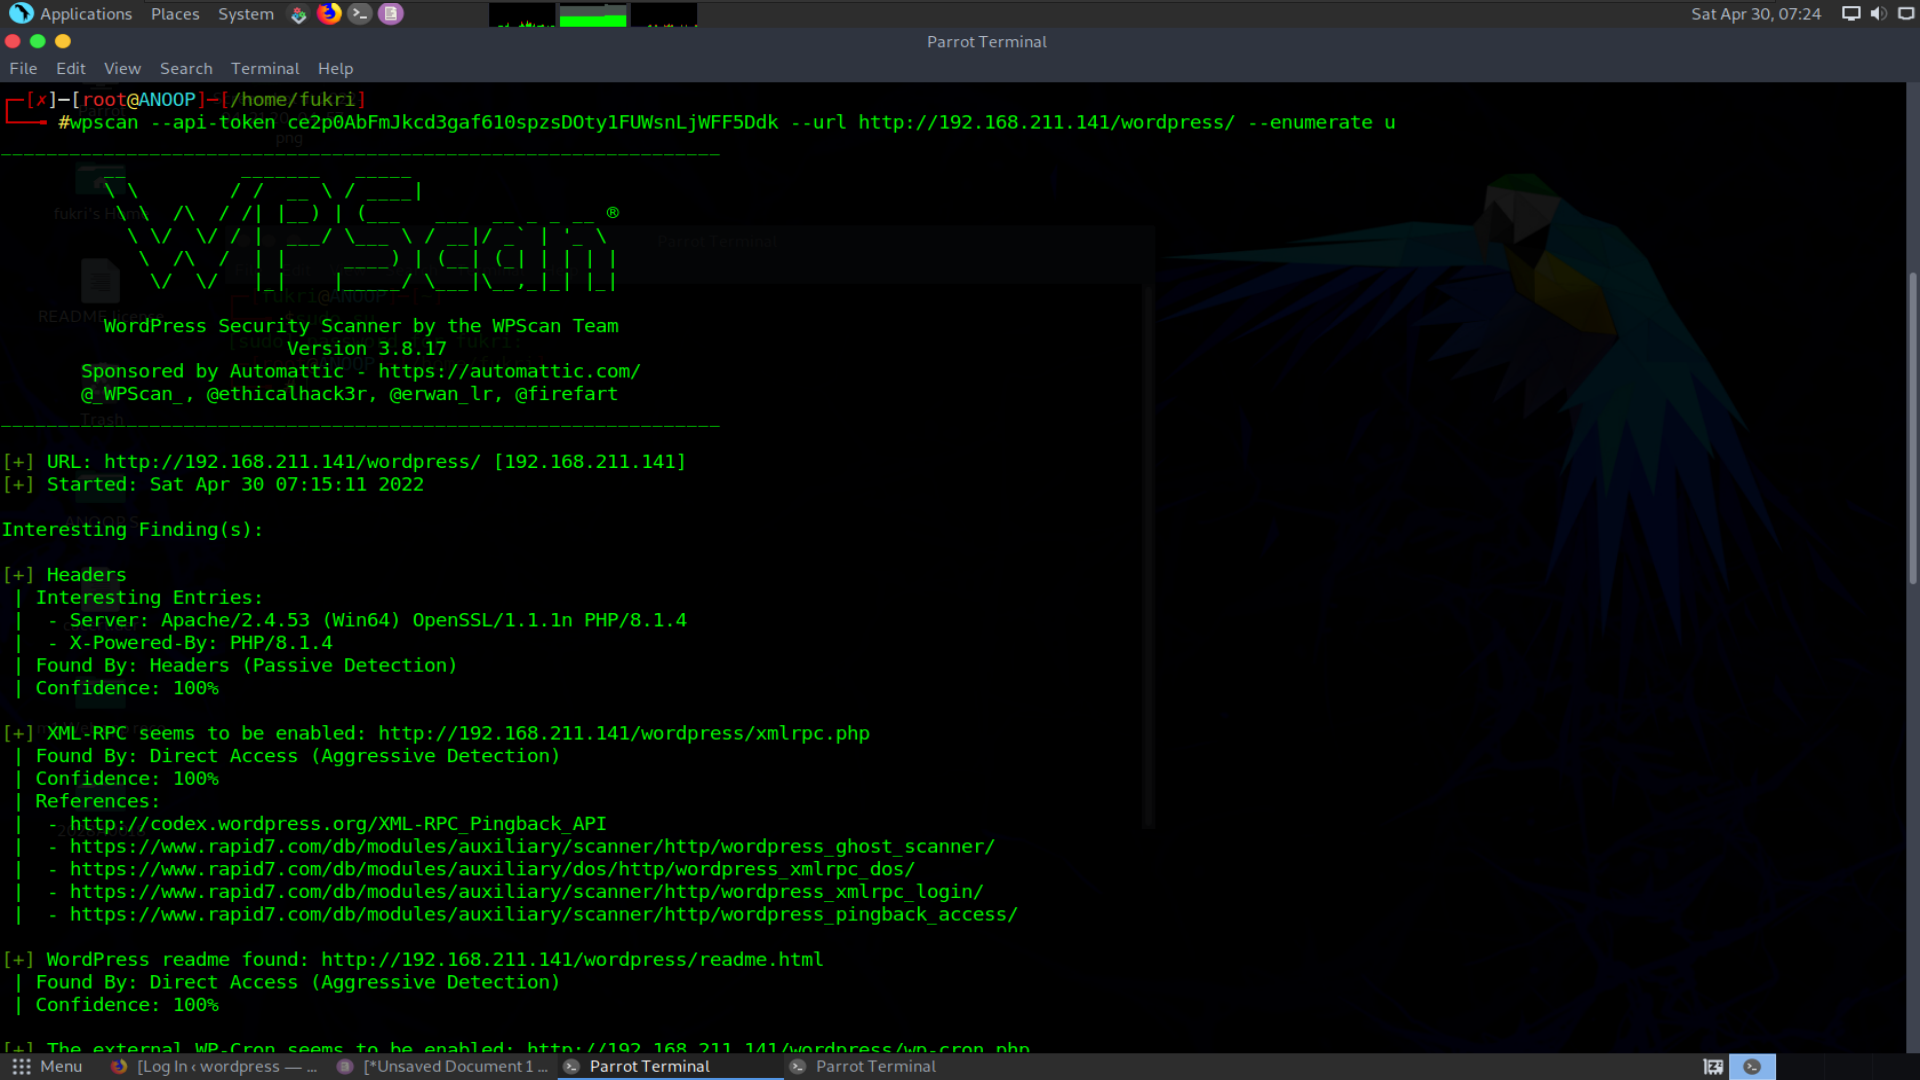 Applications Places System Sat Apr 30, 07:24
Parrot Terminal
File Edit View Search Terminal Help
┌─[✗]─[root@ANOOP]─[/home/fukri]
└──╼ #wpscan --api-token ce2p0AbFmJkcd3gaf610spzsDOty1FUWsnLjWFF5Ddk --url http://192.168.211.141/wordpress/ --enumerate u
png
WPScan ®
fukri's Home
Parrot Terminal
fukri@ANOOP
README license
WordPress Security Scanner by the WPScan Team
Version 3.8.17
Sponsored by Automattic - https://automattic.com/
@_WPScan_, @ethicalhack3r, @erwan_lr, @firefart
Trash
[+] URL: http://192.168.211.141/wordpress/ [192.168.211.141]
[+] Started: Sat Apr 30 07:15:11 2022
Interesting Finding(s):
[+] Headers
| Interesting Entries:
| - Server: Apache/2.4.53 (Win64) OpenSSL/1.1.1n PHP/8.1.4
| - X-Powered-By: PHP/8.1.4
| Found By: Headers (Passive Detection)
| Confidence: 100%
[+] XML-RPC seems to be enabled: http://192.168.211.141/wordpress/xmlrpc.php
| Found By: Direct Access (Aggressive Detection)
| Confidence: 100%
| References:
| - http://codex.wordpress.org/XML-RPC_Pingback_API
| - https://www.rapid7.com/db/modules/auxiliary/scanner/http/wordpress_ghost_scanner/
| - https://www.rapid7.com/db/modules/auxiliary/dos/http/wordpress_xmlrpc_dos/
| - https://www.rapid7.com/db/modules/auxiliary/scanner/http/wordpress_xmlrpc_login/
| - https://www.rapid7.com/db/modules/auxiliary/scanner/http/wordpress_pingback_access/
[+] WordPress readme found: http://192.168.211.141/wordpress/readme.html
| Found By: Direct Access (Aggressive Detection)
| Confidence: 100%
[+] The external WP-Cron seems to be enabled: http://192.168.211.141/wordpress/wp-cron.php
Menu [Log In ‹ wordpress — ... [*Unsaved Document 1 ... Parrot Terminal Parrot Terminal